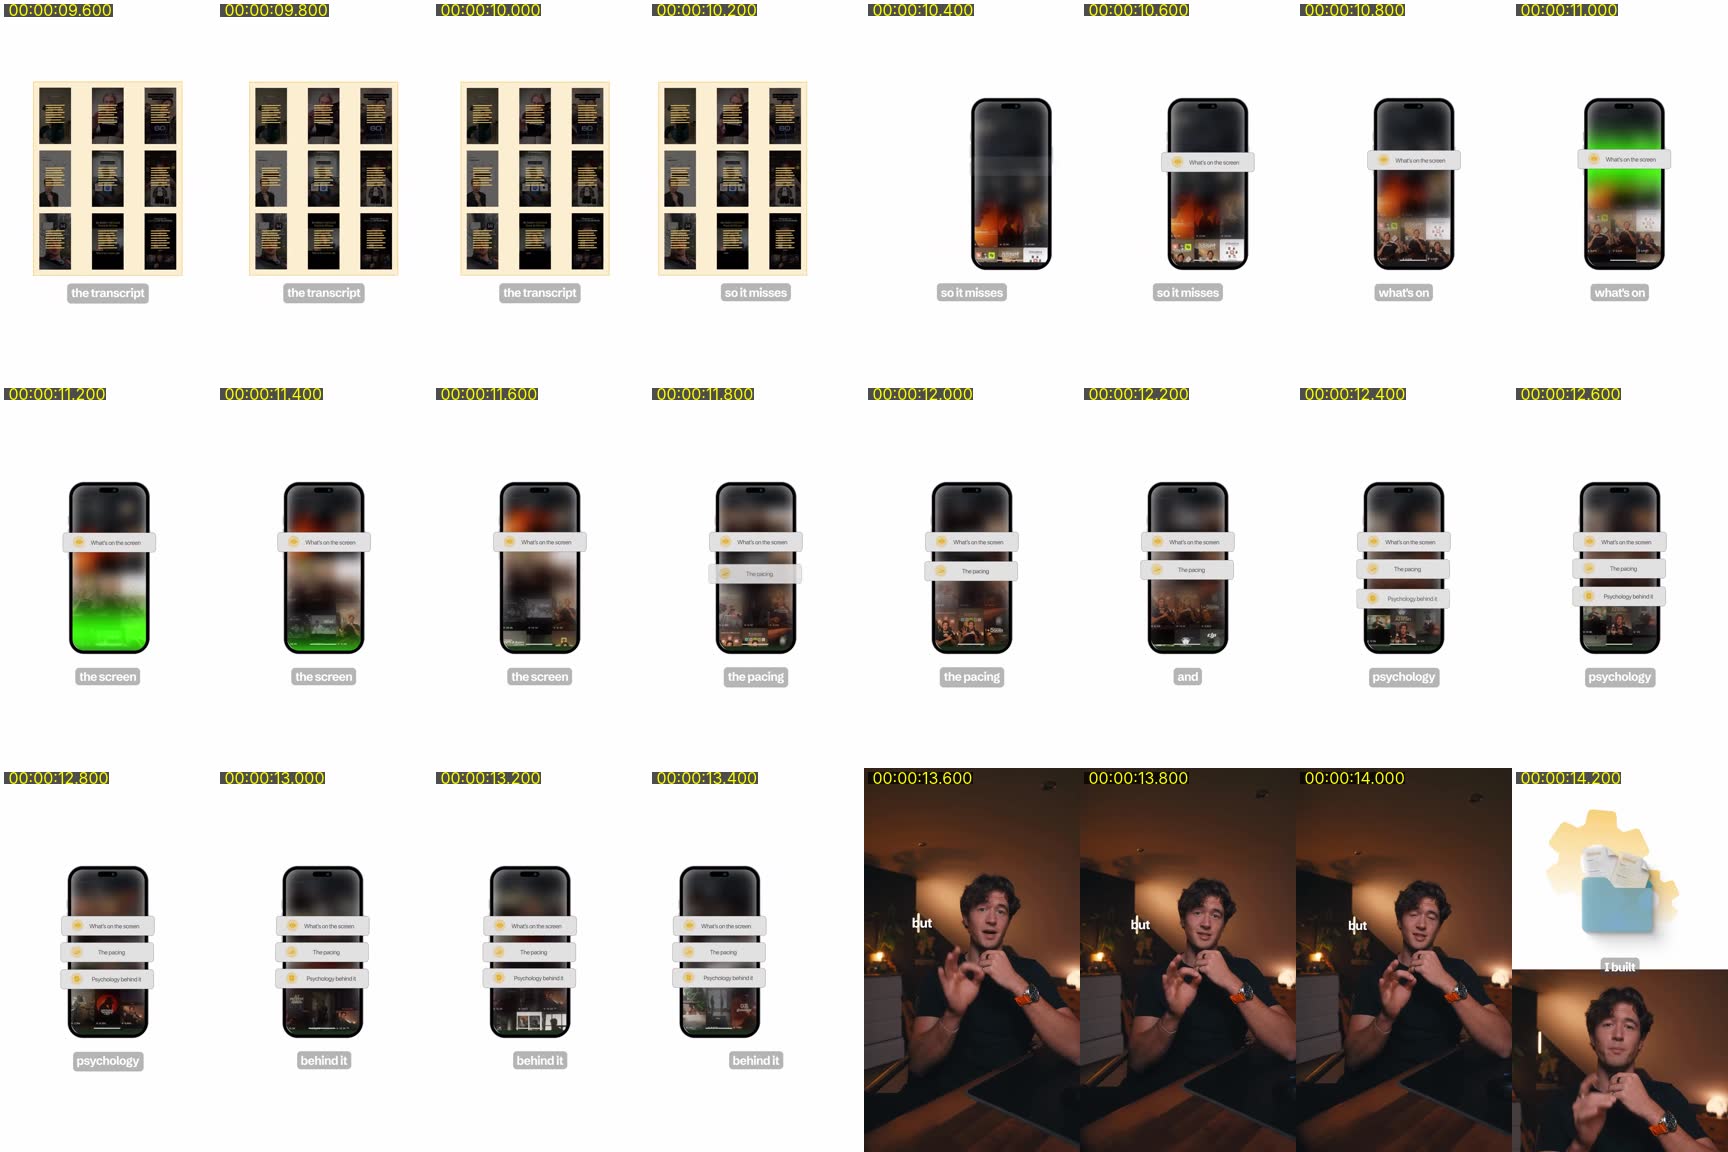 00:00:09.600
00:00:09.800
00:00:10.000
00:00:10.200
00:00:10.400
00:00:10.600
00:00:10.800
00:00:11.000
What's on the screen
What's on the screen
What's on the screen
the transcript
the transcript
the transcript
so it misses
so it misses
so it misses
what's on
what's on
00:00:11.200
00:00:11.400
00:00:11.600
00:00:11.800
00:00:12.000
00:00:12.200
00:00:12.400
00:00:12.600
What's on the screen
What's on the screen
What's on the screen
What's on the screen
The pacing
What's on the screen
The pacing
What's on the screen
The pacing
What's on the screen
The pacing
Psychology behind it
What's on the screen
The pacing
Psychology behind it
the screen
the screen
the screen
the pacing
the pacing
and
psychology
psychology
00:00:12.800
00:00:13.000
00:00:13.200
00:00:13.400
00:00:13.600
00:00:13.800
00:00:14.000
00:00:14.200
What's on the screen
The pacing
Psychology behind it
What's on the screen
The pacing
Psychology behind it
What's on the screen
The pacing
Psychology behind it
What's on the screen
The pacing
Psychology behind it
but
but
but
I built
psychology
behind it
behind it
behind it